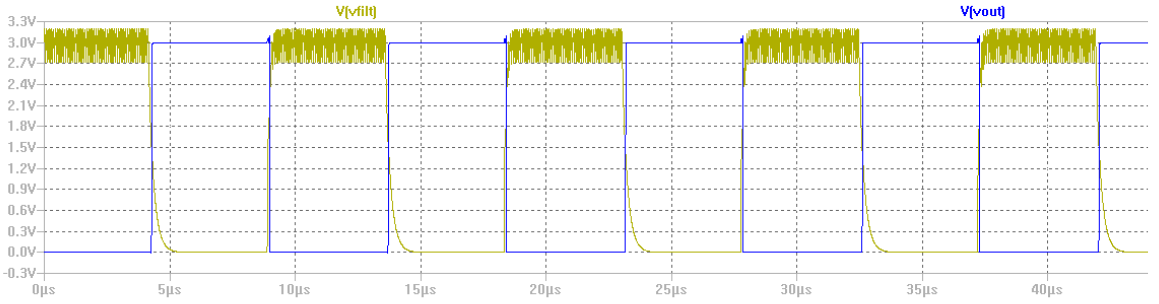 V(vfilt) V(vout)
3.3V
3.0V
2.7V
2.4V
2.1V
1.8V
1.5V
1.2V
0.9V
0.6V
0.3V
0.0V
-0.3V
0µs 5µs 10µs 15µs 20µs 25µs 30µs 35µs 40µs